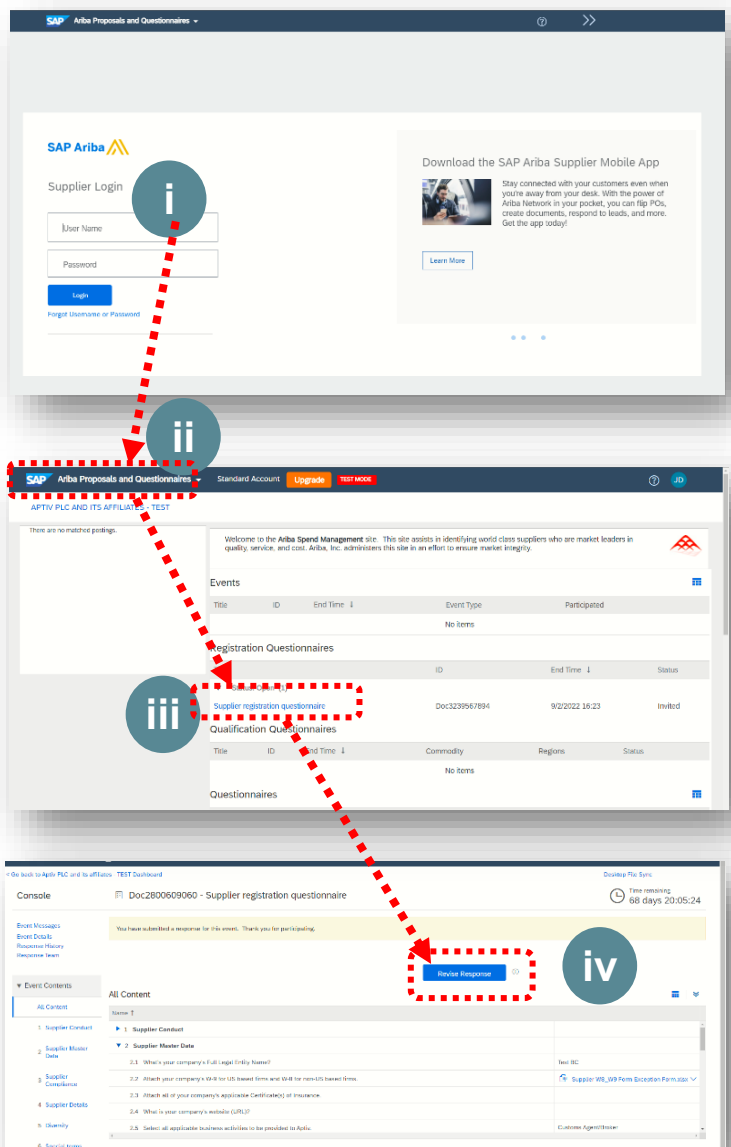 SAP Ariba Proposals and Questionnaires
SAP Ariba
Supplier Login
i
User Name
Password
Login
Forgot Username or Password
Download the SAP Ariba Supplier Mobile App
Stay connected with your customers even when
you're away from your desk. With the power of
Ariba Network in your pocket, you can flip POs,
create documents, respond to leads, and more.
Get the app today!
Learn More
ii
SAP Ariba Proposals and Questionnaires Standard Account Upgrade TEST MODE ? JD
APTIV PLC AND ITS AFFILIATES - TEST
There are no matched postings.
Welcome to the Ariba Spend Management site. This site assists in identifying world class suppliers who are market leaders in
quality, service, and cost. Ariba, Inc. administers this site in an effort to ensure market integrity.
Events
Title ID End Time ↓ Event Type Participated
No items
Registration Questionnaires
ID End Time ↓ Status
Status: Open (1)
iii
Supplier registration questionnaire Doc3239567894 9/2/2022 16:23 Invited
Qualification Questionnaires
Title ID End Time ↓ Commodity Regions Status
No items
Questionnaires
< Go back to Aptiv PLC and its affiliates - TEST Dashboard Desktop File Sync
Console Doc2800609060 - Supplier registration questionnaire
Time remaining
68 days 20:05:24
Event Messages
Event Details
Response History
Response Team
You have submitted a response for this event. Thank you for participating.
Revise Response
iv
▼ Event Contents
All Content
All Content
Name ↑
1 Supplier Conduct
2 Supplier Master
Data
3 Supplier
Compliance
4 Supplier Details
5 Diversity
▶ 1 Supplier Conduct
▼ 2 Supplier Master Data
2.1 What's your company's Full Legal Entity Name? Test BC
2.2 Attach your company's W-9 for US based firms and W-8 for non-US based firms. Supplier W8_W9 Form Exception Form.xlsx
2.3 Attach all of your company's applicable Certificate(s) of Insurance.
2.4 What is your company's website (URL)?
2.5 Select all applicable business activities to be provided to Aptiv. Customs Agent/Broker